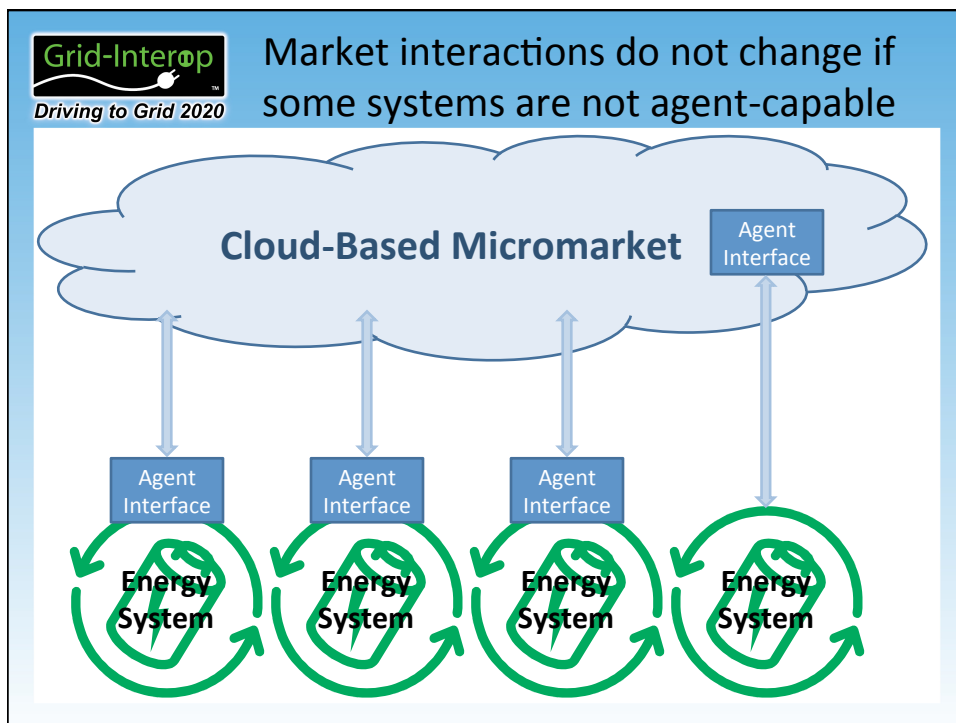 Grid-Interop
™
Driving to Grid 2020
Market interactions do not change if
some systems are not agent-capable
Cloud-Based Micromarket
Agent
Interface
Agent
Interface
Agent
Interface
Agent
Interface
Energy
System
Energy
System
Energy
System
Energy
System